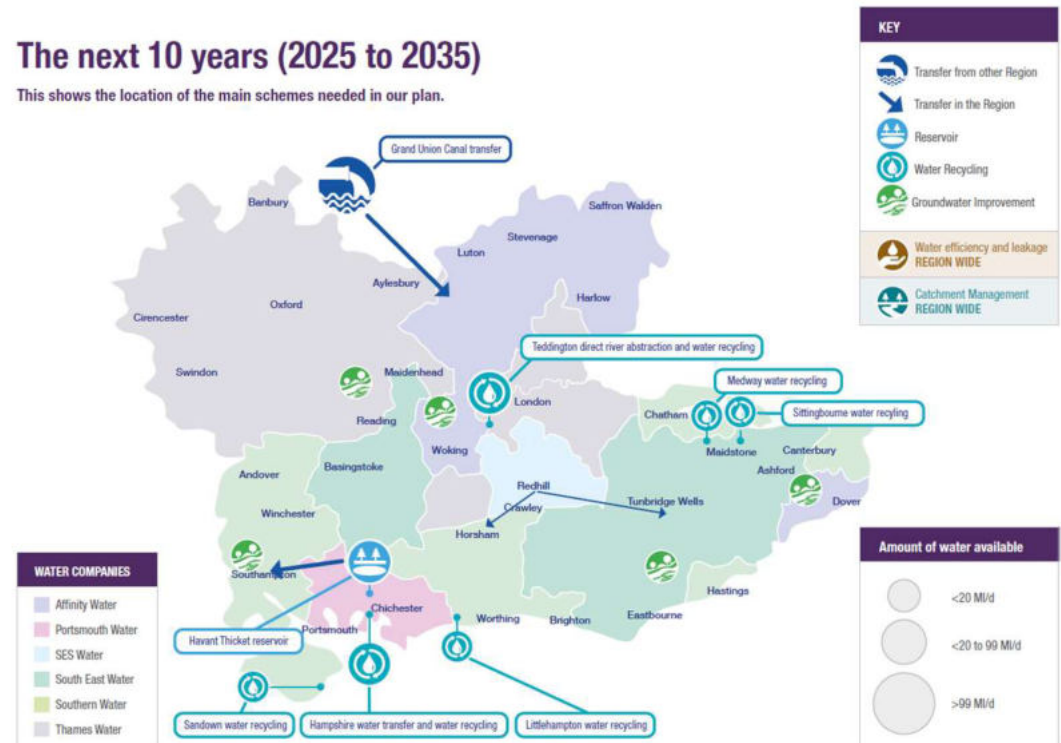 The next 10 years (2025 to 2035)
This shows the location of the main schemes needed in our plan.
KEY
Transfer from other Region
Transfer in the Region
Reservoir
Water Recycling
Groundwater Improvement
Water efficiency and leakage
REGION WIDE
Catchment Management
REGION WIDE
Grand Union Canal transfer
Banbury
Saffron Walden
Stevenage
Luton
Aylesbury
Harlow
Oxford
Cirencester
Teddington direct river abstraction and water recycling
Swindon
Maidenhead
Medway water recycling
London
Chatham
Sittingbourne water recyling
Reading
Woking
Maidstone
Canterbury
Basingstoke
Ashford
Andover
Redhill
Tunbridge Wells
Dover
Crawley
Winchester
Horsham
Southampton
Hastings
Chichester
Eastbourne
Worthing
Brighton
Portsmouth
Havant Thicket reservoir
Sandown water recycling
Hampshire water transfer and water recycling
Littlehampton water recycling
WATER COMPANIES
Affinity Water
Portsmouth Water
SES Water
South East Water
Southern Water
Thames Water
Amount of water available
<20 Ml/d
<20 to 99 Ml/d
>99 Ml/d